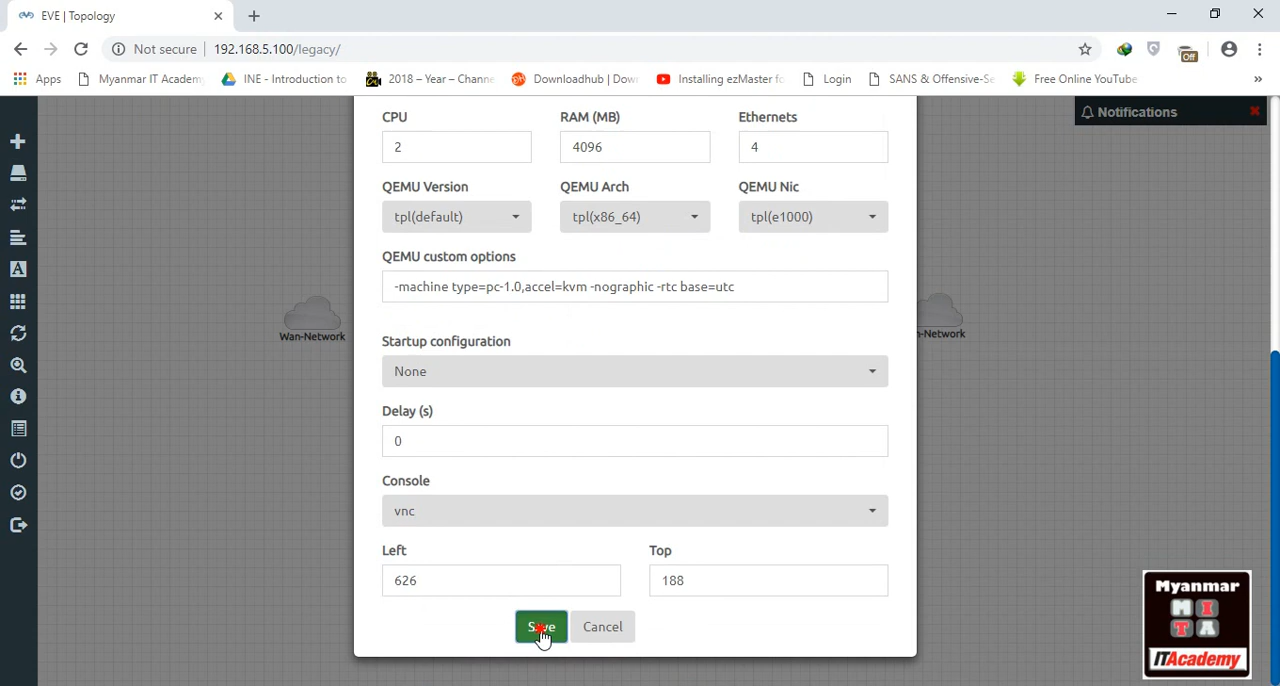 EVE | Topology
Not secure | 192.168.5.100/legacy/
Off
Apps Myanmar IT Academy INE - Introduction to 2018 – Year – Channe Downloadhub | Dow Installing ezMaster fo Login SANS & Offensive-Se Free Online YouTube »
Notifications
CPU RAM (MB) Ethernets
2 4096 4
QEMU Version QEMU Arch QEMU Nic
tpl(default) tpl(x86_64) tpl(e1000)
QEMU custom options
-machine type=pc-1.0,accel=kvm -nographic -rtc base=utc
Wan-Network n-Network
Startup configuration
None
Delay (s)
0
Console
vnc
Left Top
626 188
Save Cancel
Myanmar
M I
T A
ITAcademy